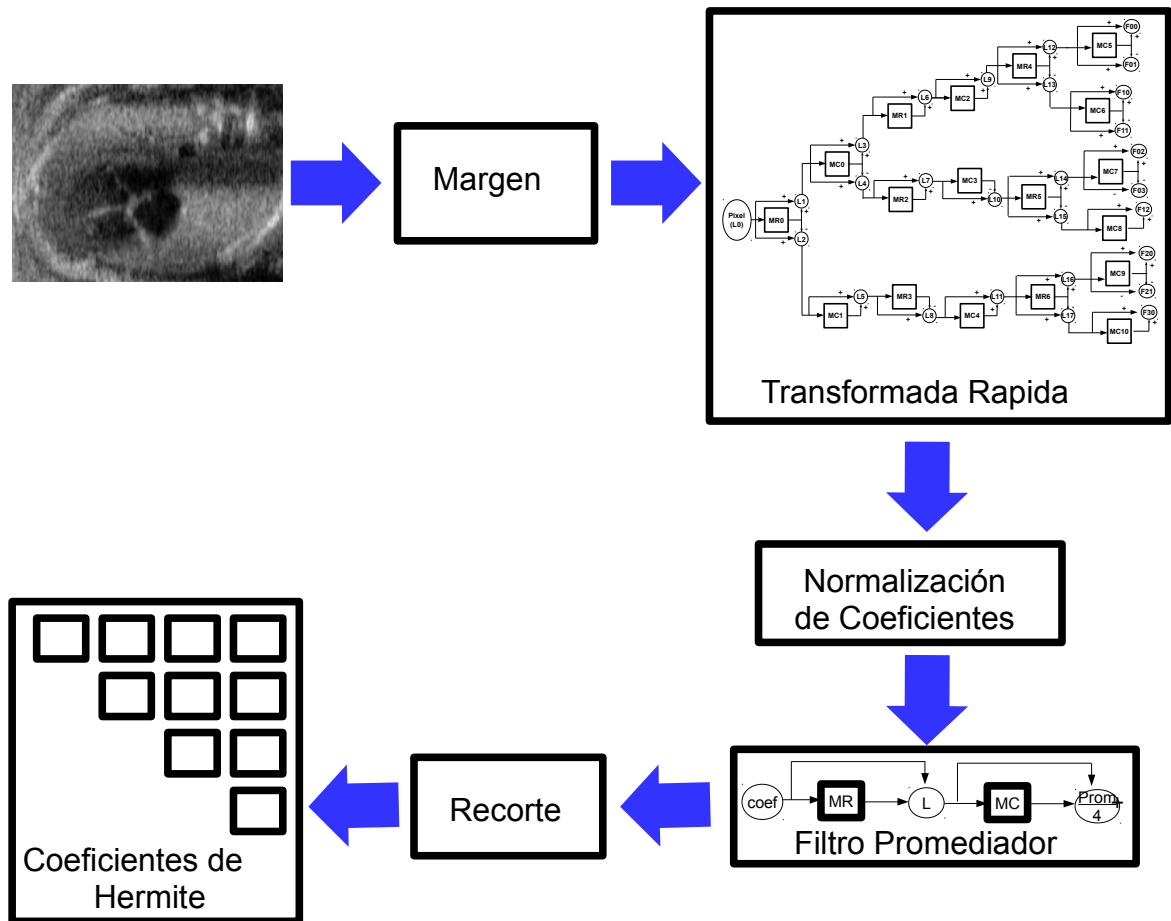 Margen
Pixel
(L0)
MR0
L1
L2
MC0
L3
L4
MR1
L6
MC2
L9
MR4
L12
L13
MC5
F00
F01
MC6
F10
F11
MR2
L7
MC3
L10
MR5
L14
L15
MC7
F02
F03
MC8
F12
MC1
L5
MR3
L8
MC4
L11
MR6
L16
L17
MC9
F20
F21
MC10
F30
Transformada Rapida
Normalización
de Coeficientes
coef
MR
L
MC
Prom
4
Filtro Promediador
Recorte
Coeficientes de
Hermite